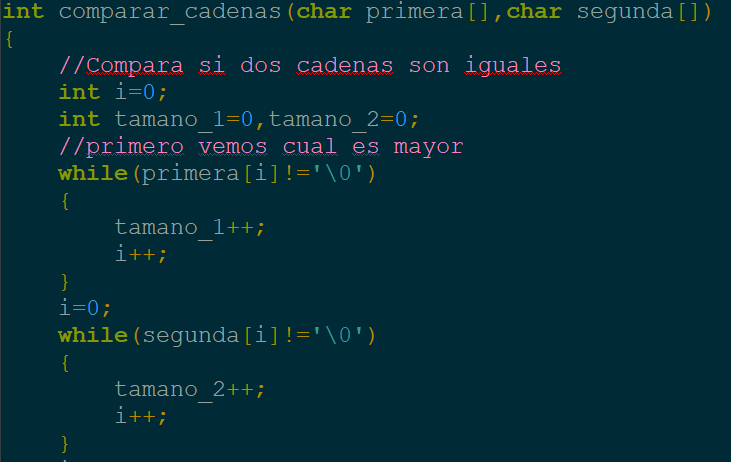 int comparar_cadenas(char primera[],char segunda[])
{
//Compara si dos cadenas son iguales
int i=0;
int tamano_1=0,tamano_2=0;
//primero vemos cual es mayor
while(primera[i]!='\0')
{
tamano_1++;
i++;
}
i=0;
while(segunda[i]!='\0')
{
tamano_2++;
i++;
}